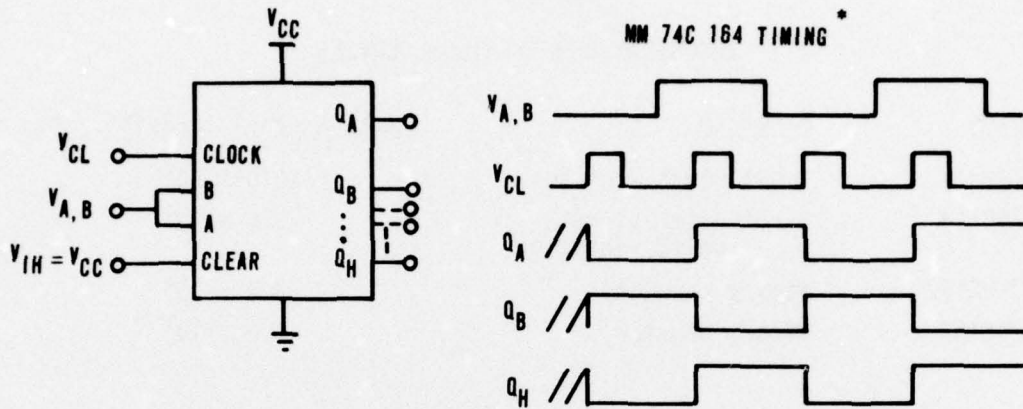 V_CC
MM 74C 164 TIMING *
V_CL CLOCK
V_A,B B
A
V_IH = V_CC CLEAR
Q_A
Q_B
Q_H
V_A,B
V_CL
Q_A
Q_B
Q_H